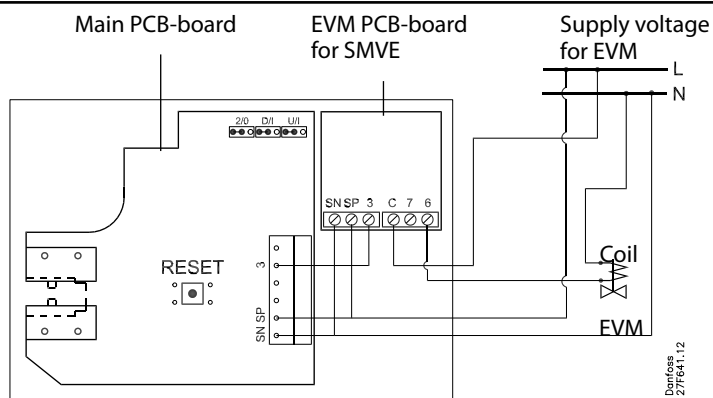 Main PCB-board
EVM PCB-board
for SMVE
Supply voltage
for EVM
L
N
2/0 D/I U/I
SN SP 3 C 7 6
RESET
3
SN SP
Coil
EVM
Danfoss
27F641.12